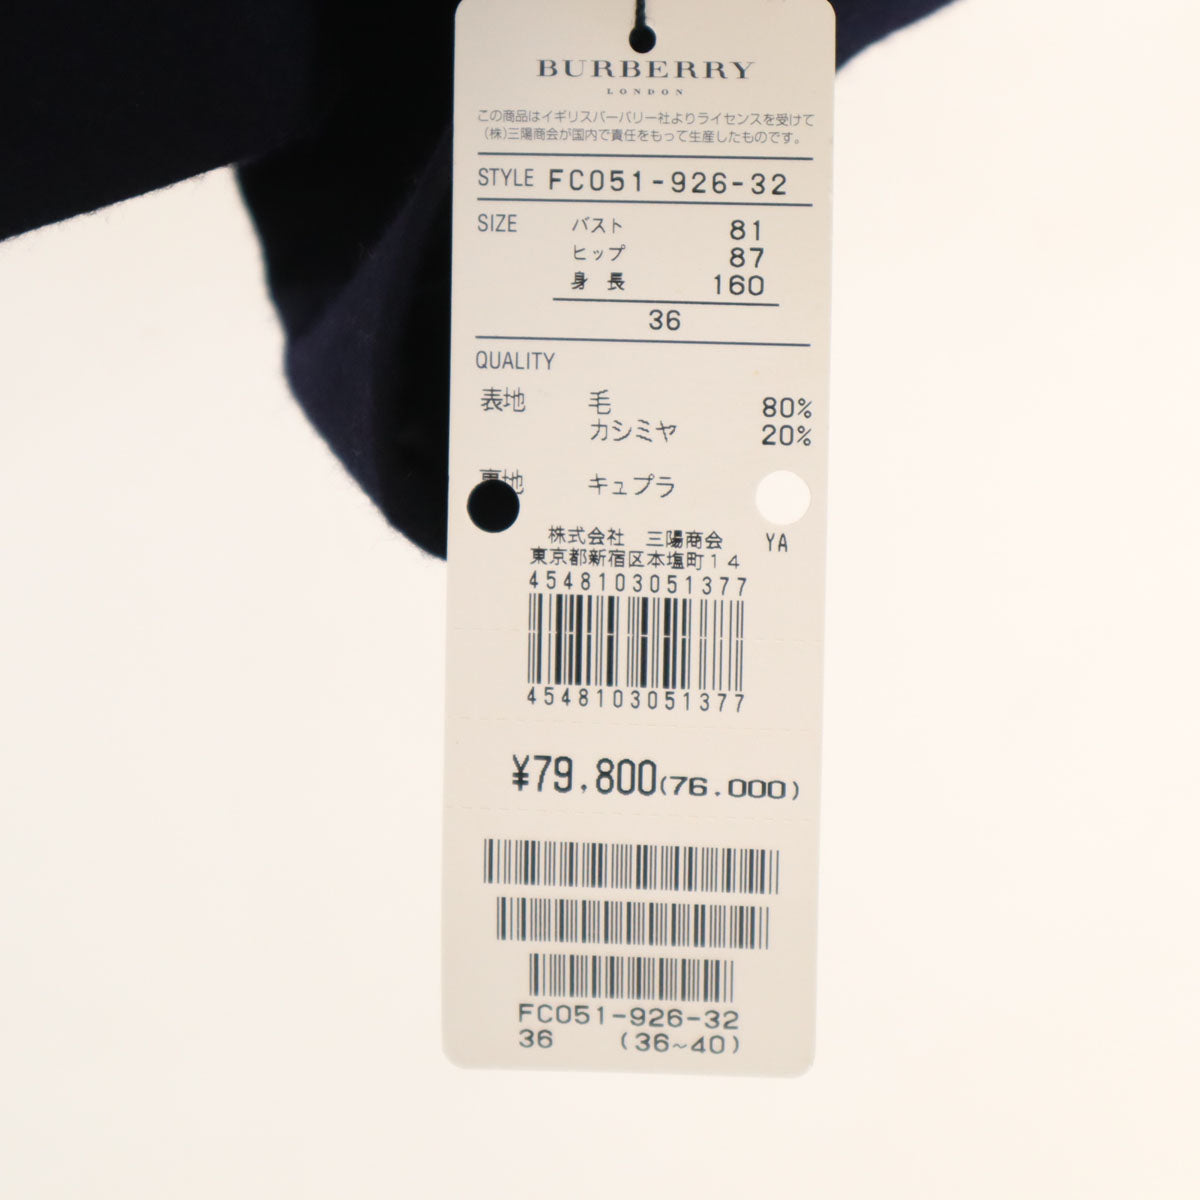 BURBERRY
LONDON
この商品はイギリスバーバリー社よりライセンスを受けて
(株)三陽商会が国内で責任をもって生産したものです。
STYLE FC051-926-32
SIZE バスト 81
ヒップ 87
身長 160
36
QUALITY
表地 毛 80%
カシミヤ 20%
裏地 キュプラ
株式会社 三陽商会 YA
東京都新宿区本塩町14
4548103051377
4548103051377
¥79,800(76,000)
FC051-926-32
36 (36~40)